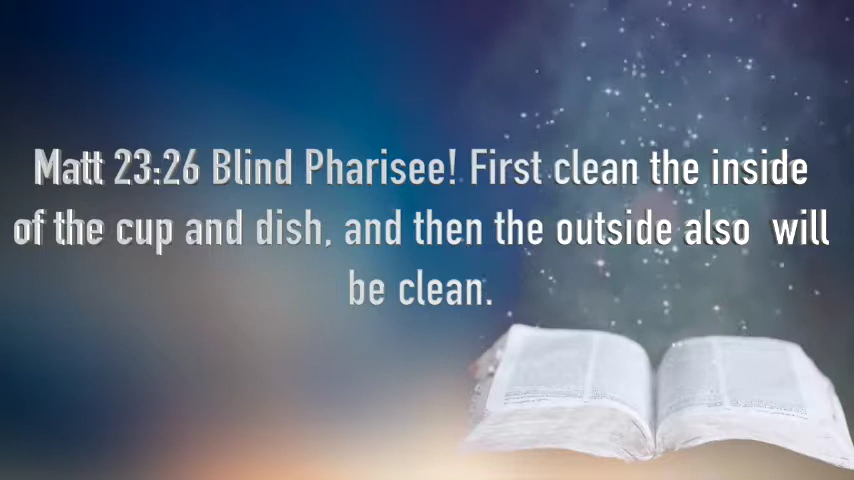 Matt 23:26 Blind Pharisee! First clean the inside
of the cup and dish, and then the outside also will
be clean.